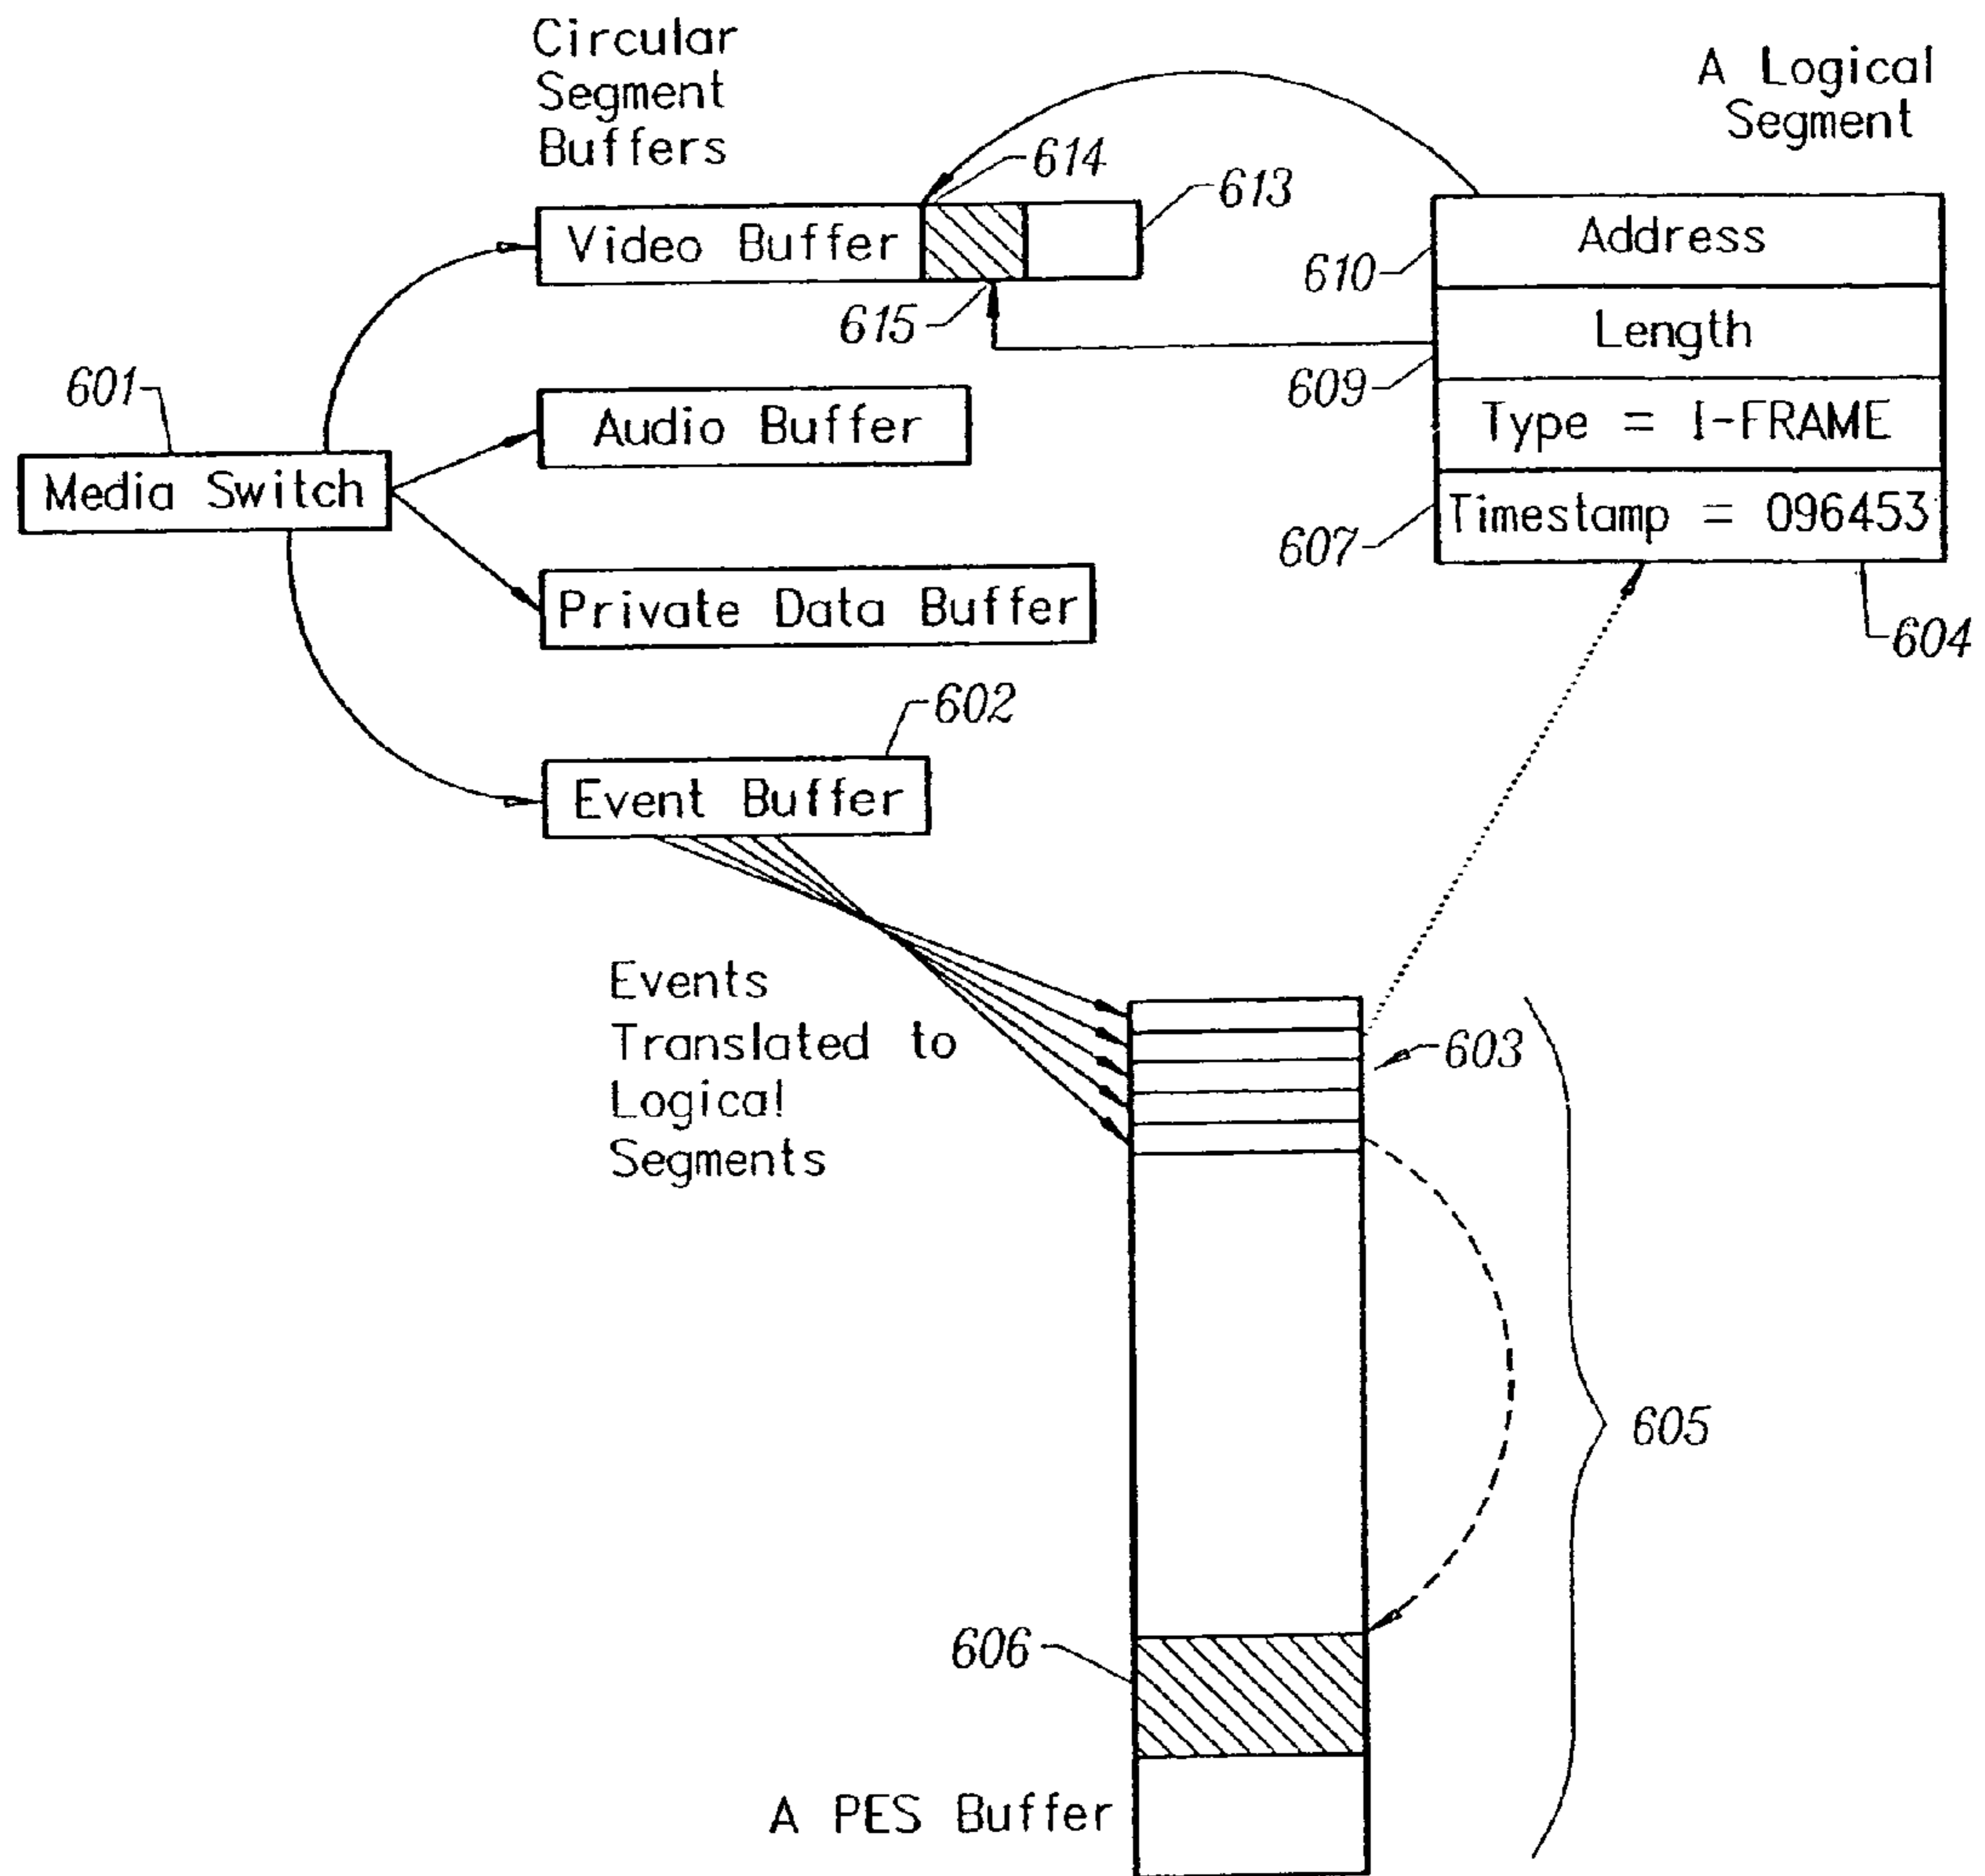 Circular
Segment
Buffers
A Logical
Segment
614
613
Video Buffer
Address
610
615
Length
609
601
Audio Buffer
Type = I-FRAME
Media Switch
Timestamp = 096453
607
Private Data Buffer
604
602
Event Buffer
Events
Translated to
Logical
Segments
603
605
606
A PES Buffer